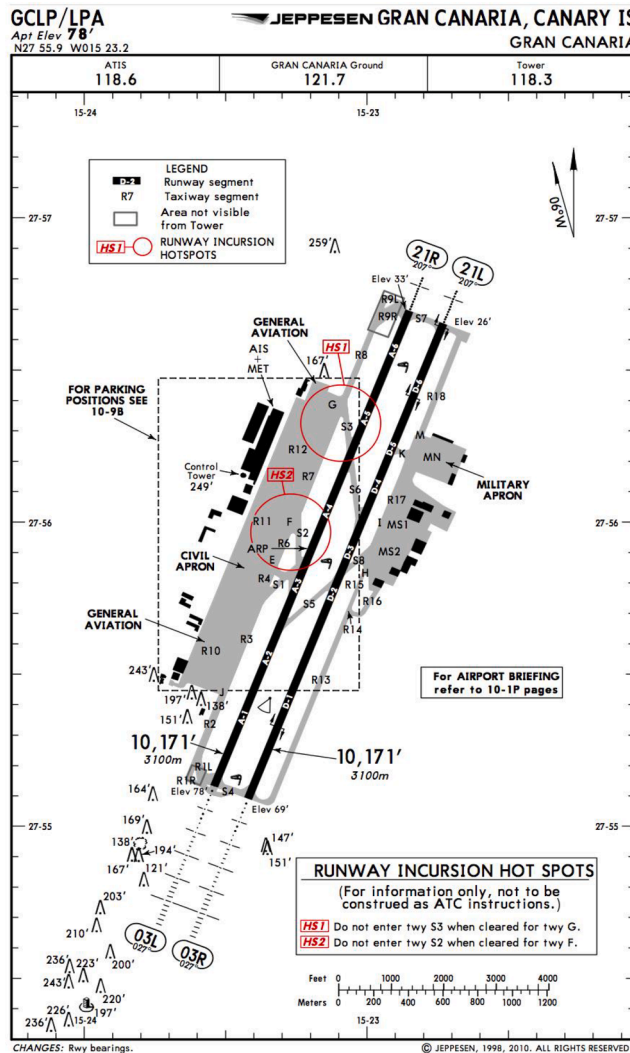 GCLP/LPA
Apt Elev 78'
N27 55.9 W015 23.2
JEPPESEN GRAN CANARIA, CANARY IS
GRAN CANARIA
ATIS
118.6
GRAN CANARIA Ground
121.7
Tower
118.3
15-24
15-23
LEGEND
D-2 Runway segment
R7 Taxiway segment
Area not visible
from Tower
HS1 RUNWAY INCURSION
HOTSPOTS
06°W
27-57
27-57
259'
21R
207°
21L
207°
Elev 33'
R9L
R9R
S7
Elev 26'
GENERAL
AVIATION
AIS
+
MET
167'
HS1
R8
A-6
D-6
FOR PARKING
POSITIONS SEE
10-9B
G
S3
A-5
R18
M
D-5
K
MN
R12
HS2
R7
Control
Tower
249'
S6
D-4
MILITARY
APRON
R17
A-4
27-56
27-56
R11
F
S2
I
MS1
ARP
R6
E
D-3
MS2
S8
H
CIVIL
APRON
R4
S1
A-3
R15
D-2
S5
R16
R14
GENERAL
AVIATION
R3
R10
A-2
R13
243'
197'
138'
151'
R2
A-1
D-1
For AIRPORT BRIEFING
refer to 10-1P pages
10,171'
3100m
10,171'
3100m
R1L
R1R
Elev 78'
S4
Elev 69'
164'
169'
27-55
27-55
138'
194'
167'
121'
147'
151'
203'
210'
03L
027°
03R
027°
200'
236'
223'
243'
220'
226'
197'
236'
15-24
15-23
RUNWAY INCURSION HOT SPOTS
(For information only, not to be
construed as ATC instructions.)
HS1 Do not enter twy S3 when cleared for twy G.
HS2 Do not enter twy S2 when cleared for twy F.
Feet 0 1000 2000 3000 4000
Meters 0 200 400 600 800 1000 1200
CHANGES: Rwy bearings.
© JEPPESEN, 1998, 2010. ALL RIGHTS RESERVED